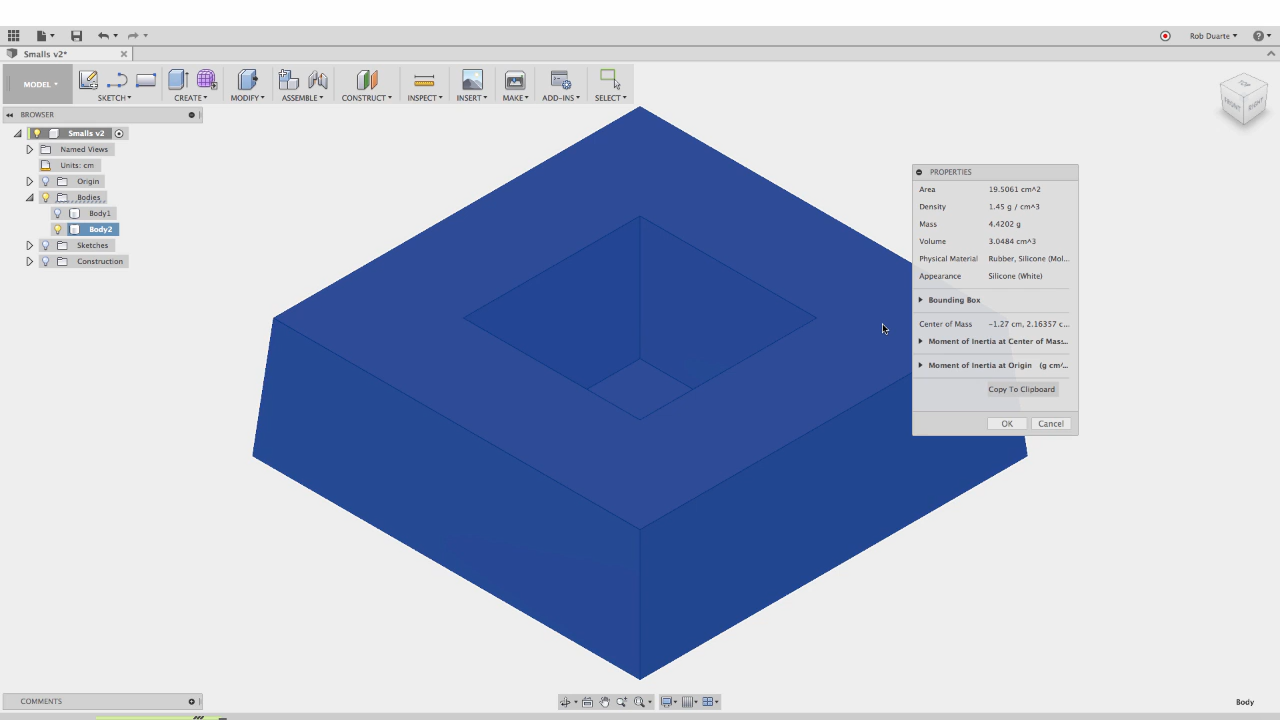 Rob Duarte
Smalls v2*
MODEL
SKETCH
CREATE
MODIFY
ASSEMBLE
CONSTRUCT
INSPECT
INSERT
MAKE
ADD-INS
SELECT
FRONT
RIGHT
BROWSER
Smalls v2
Named Views
Units: cm
Origin
Bodies
Body1
Body2
Sketches
Construction
PROPERTIES
Area 19.5061 cm^2
Density 1.45 g / cm^3
Mass 4.4202 g
Volume 3.0484 cm^3
Physical Material Rubber, Silicone (Mol...
Appearance Silicone (White)
Bounding Box
Center of Mass -1.27 cm, 2.16357 c...
Moment of Inertia at Center of Mas...
Moment of Inertia at Origin (g cm^...
Copy To Clipboard
OK Cancel
COMMENTS
Body